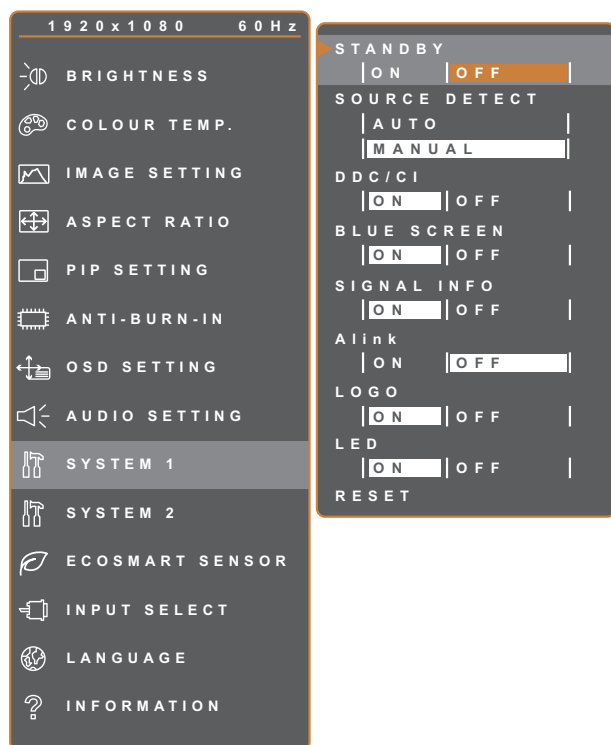 1920x1080 60Hz
BRIGHTNESS
COLOUR TEMP.
IMAGE SETTING
ASPECT RATIO
PIP SETTING
ANTI-BURN-IN
OSD SETTING
AUDIO SETTING
SYSTEM 1
SYSTEM 2
ECOSMART SENSOR
INPUT SELECT
LANGUAGE
INFORMATION
STANDBY
ON OFF
SOURCE DETECT
AUTO
MANUAL
DDC/CI
ON OFF
BLUE SCREEN
ON OFF
SIGNAL INFO
ON OFF
Alink
ON OFF
LOGO
ON OFF
LED
ON OFF
RESET